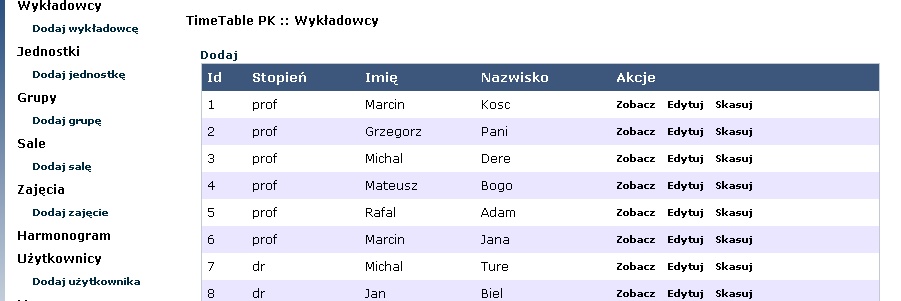 Wykładowcy
Dodaj wykładowcę
Jednostki
Dodaj jednostkę
Grupy
Dodaj grupę
Sale
Dodaj salę
Zajęcia
Dodaj zajęcie
Harmonogram
Użytkownicy
Dodaj użytkownika
TimeTable PK :: Wykładowcy
Dodaj
Id Stopień Imię Nazwisko Akcje
1 prof Marcin Kosc Zobacz Edytuj Skasuj
2 prof Grzegorz Pani Zobacz Edytuj Skasuj
3 prof Michal Dere Zobacz Edytuj Skasuj
4 prof Mateusz Bogo Zobacz Edytuj Skasuj
5 prof Rafal Adam Zobacz Edytuj Skasuj
6 prof Marcin Jana Zobacz Edytuj Skasuj
7 dr Michal Ture Zobacz Edytuj Skasuj
8 dr Jan Biel Zobacz Edytuj Skasuj